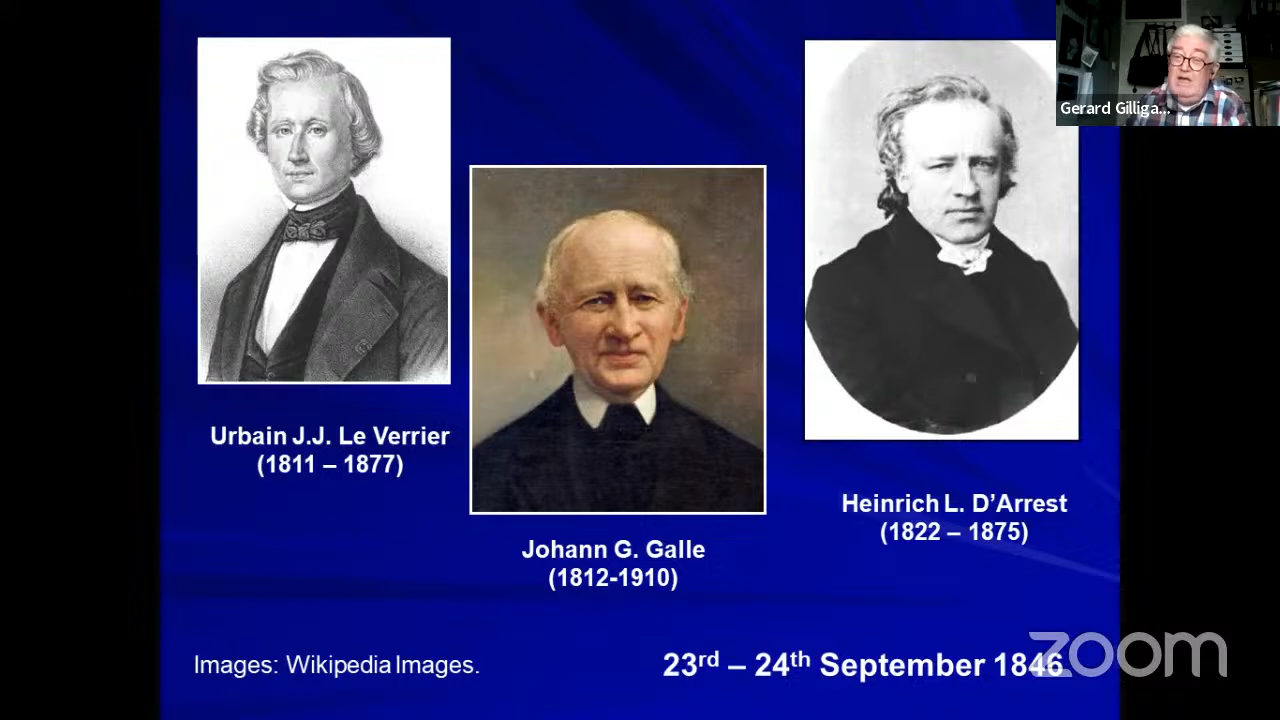 Gerard Gilliga...
Urbain J.J. Le Verrier
(1811 – 1877)
Heinrich L. D’Arrest
(1822 – 1875)
Johann G. Galle
(1812-1910)
Images: Wikipedia Images.
23rd – 24th September 1846
zoom